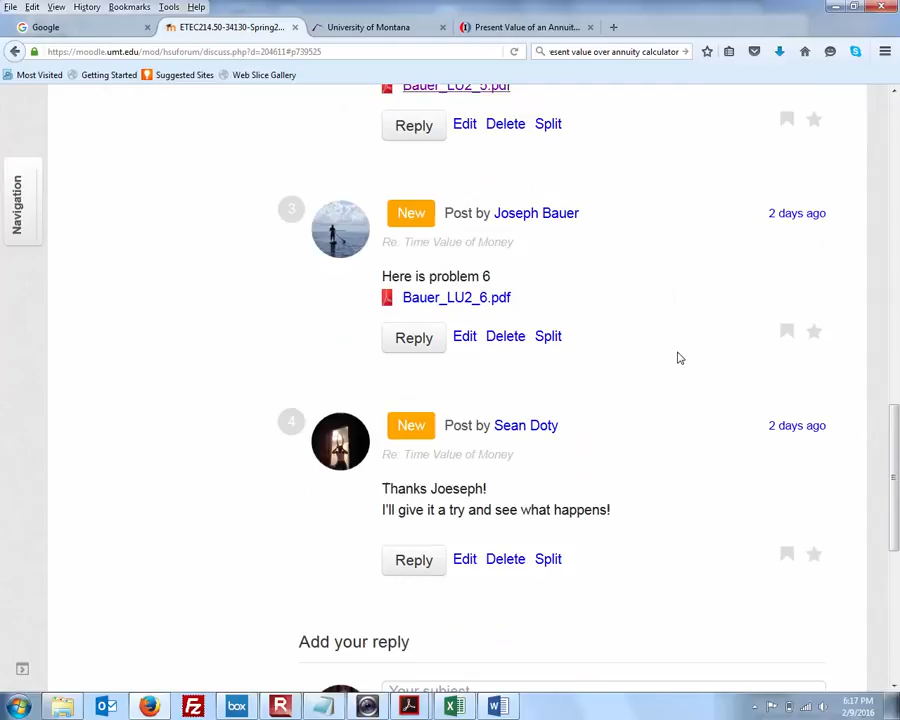 File Edit View History Bookmarks Tools Help
Google
ETEC214.50-34130-Spring2...
University of Montana
Present Value of an Annuit...
https://moodle.umt.edu/mod/hsuforum/discuss.php?d=204611#p739525
resent value over annuity calculator
Most Visited Getting Started Suggested Sites Web Slice Gallery
Bauer_LU2_5.pdf
Reply Edit Delete Split
Navigation
3
New Post by Joseph Bauer 2 days ago
Re: Time Value of Money
Here is problem 6
Bauer_LU2_6.pdf
Reply Edit Delete Split
4
New Post by Sean Doty 2 days ago
Re: Time Value of Money
Thanks Joeseph!
I'll give it a try and see what happens!
Reply Edit Delete Split
Add your reply
Your subject
box
6:17 PM
2/9/2016